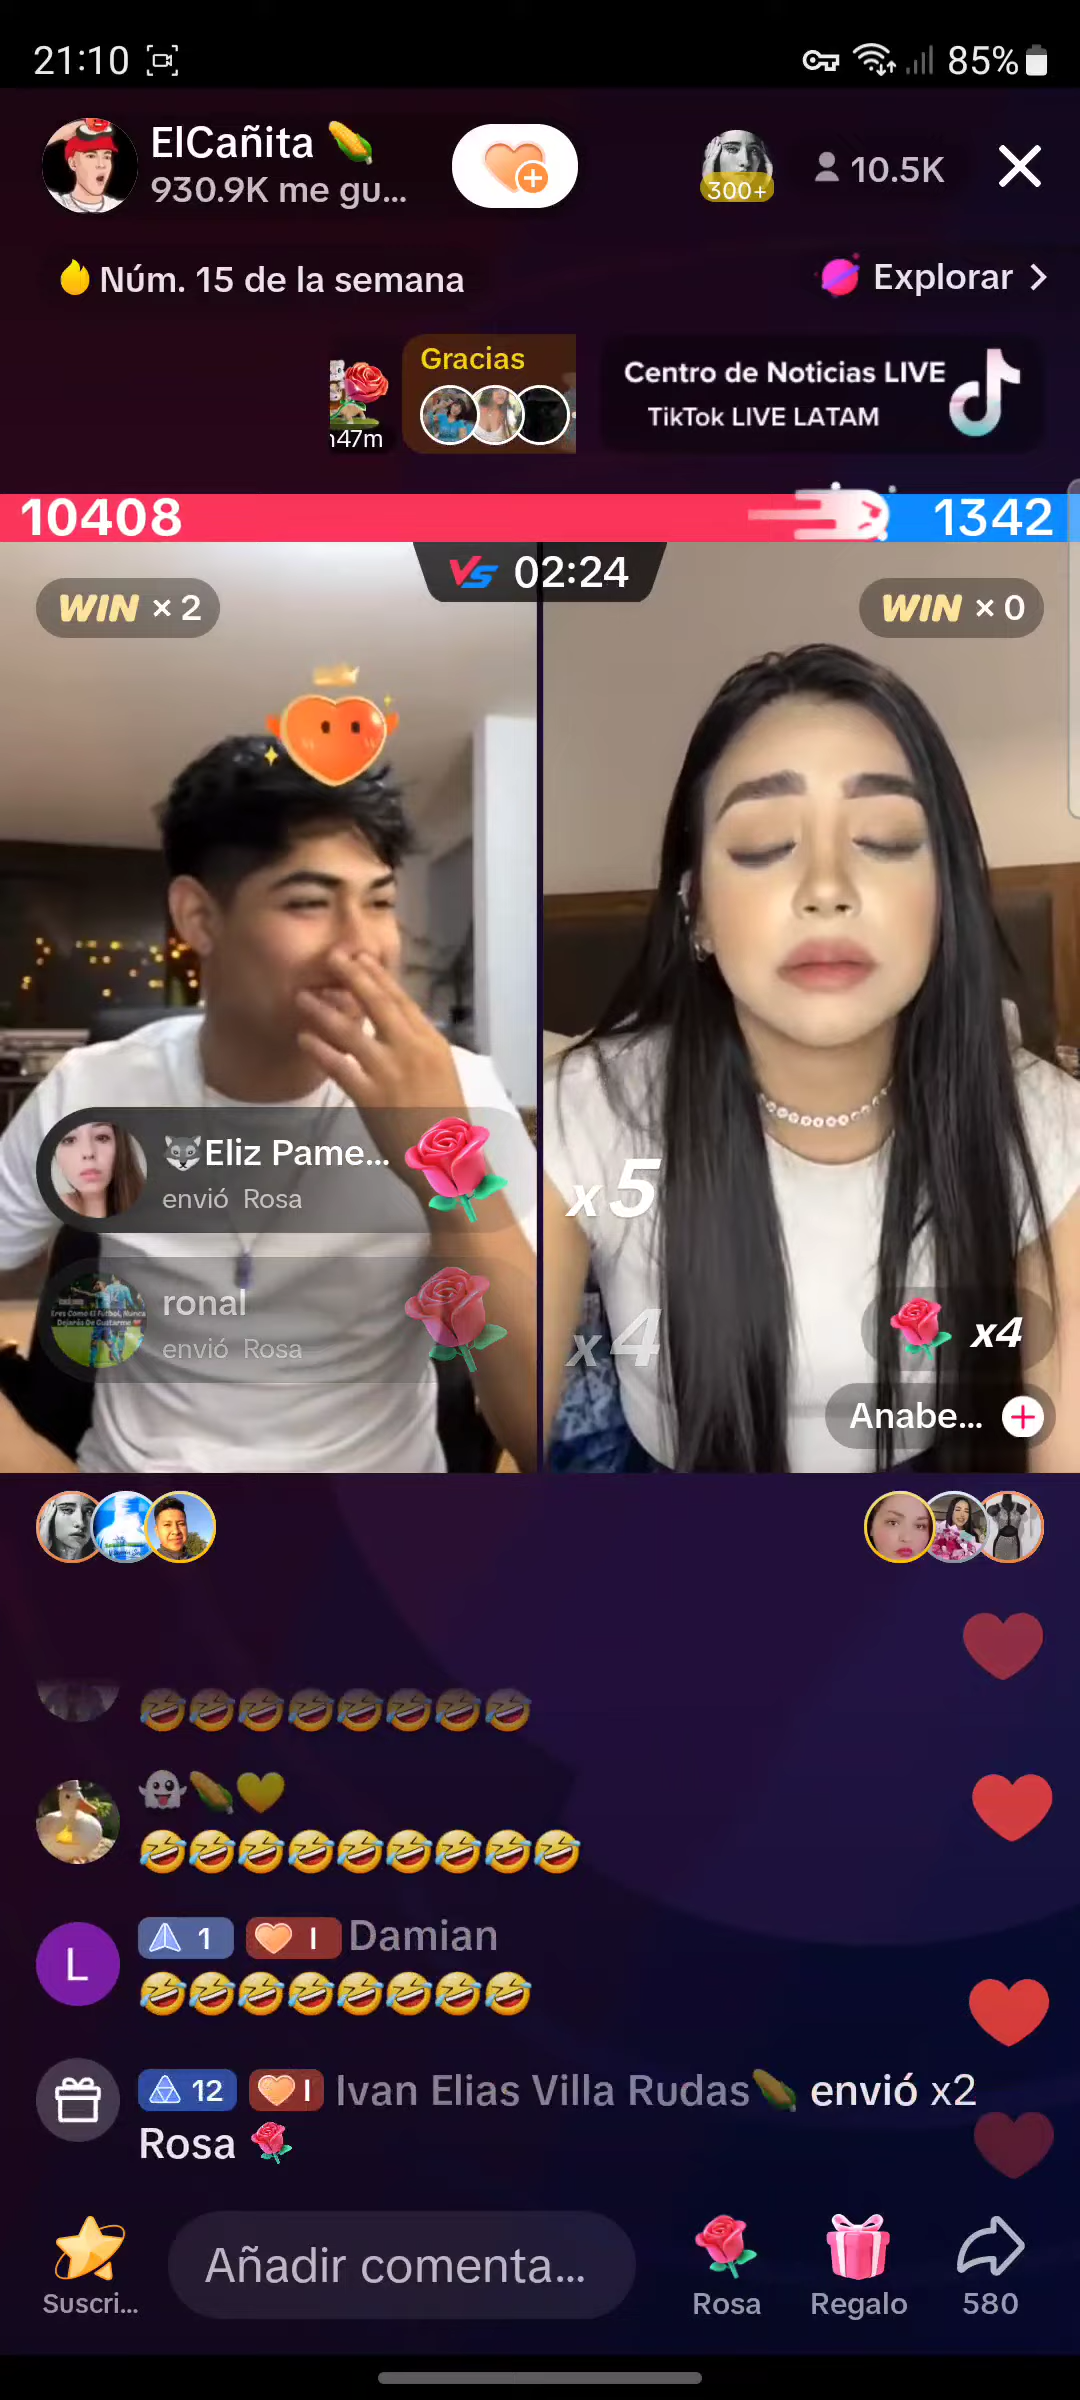 21:10
85%
ElCañita 🌽
930.9K me gu...
300+
10.5K
Núm. 15 de la semana
Explorar
47m
Gracias
Centro de Noticias LIVE
TikTok LIVE LATAM
10408
1342
VS 02:24
WIN × 2
WIN × 0
🐺Eliz Pame...
envió Rosa
x5
ronal
envió Rosa
x4
x4
Anabe...
🤣🤣🤣🤣🤣🤣🤣🤣
👻🌽💛
🤣🤣🤣🤣🤣🤣🤣🤣🤣
L
1 I Damian
🤣🤣🤣🤣🤣🤣🤣🤣
12 I Ivan Elias Villa Rudas🌽 envió x2
Rosa 🌹
Suscri...
Añadir comenta...
Rosa
Regalo
580